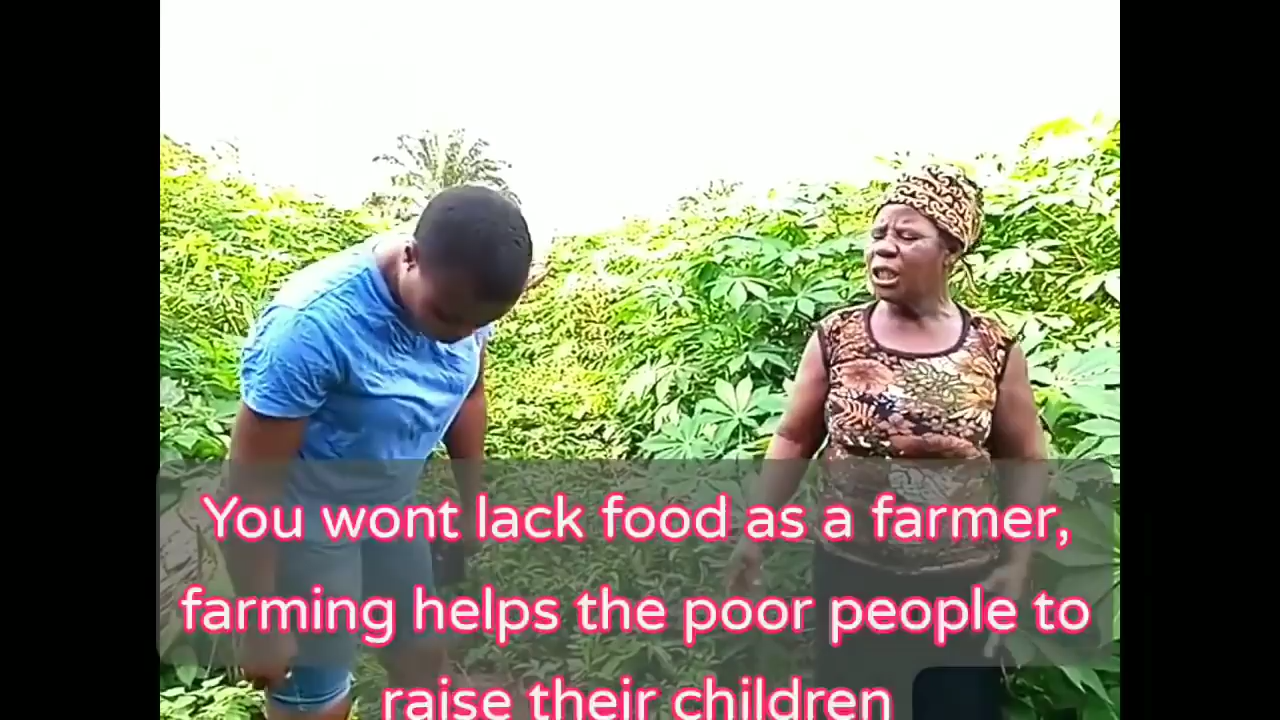 You wont lack food as a farmer,
farming helps the poor people to
raise their children